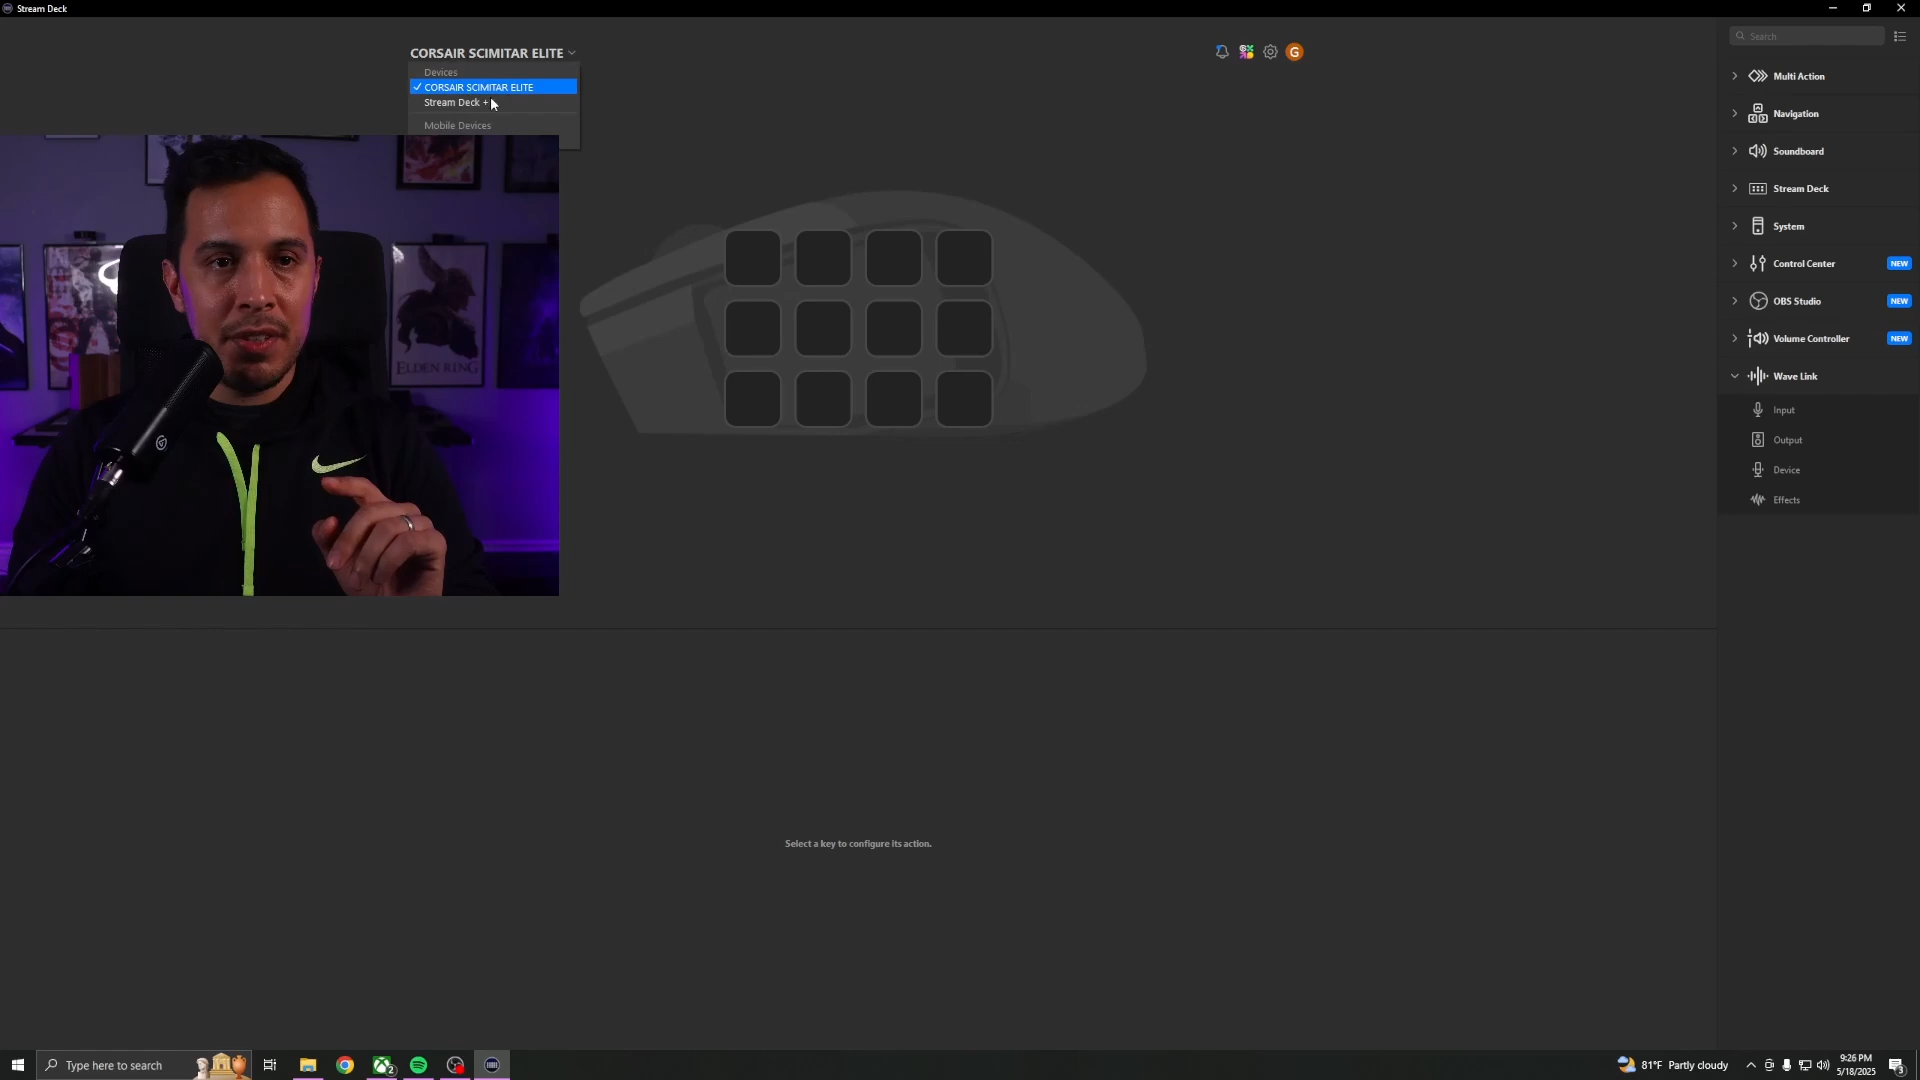 Stream Deck
CORSAIR SCIMITAR ELITE
Devices
✓ CORSAIR SCIMITAR ELITE
Stream Deck +
Mobile Devices
G
Search
Multi Action
Navigation
Soundboard
Stream Deck
System
Control Center NEW
OBS Studio NEW
Volume Controller NEW
Wave Link
Input
Output
Device
Effects
ELDEN RING
Select a key to configure its action.
Type here to search
2
81°F Partly cloudy
9:26 PM
5/18/2025
3